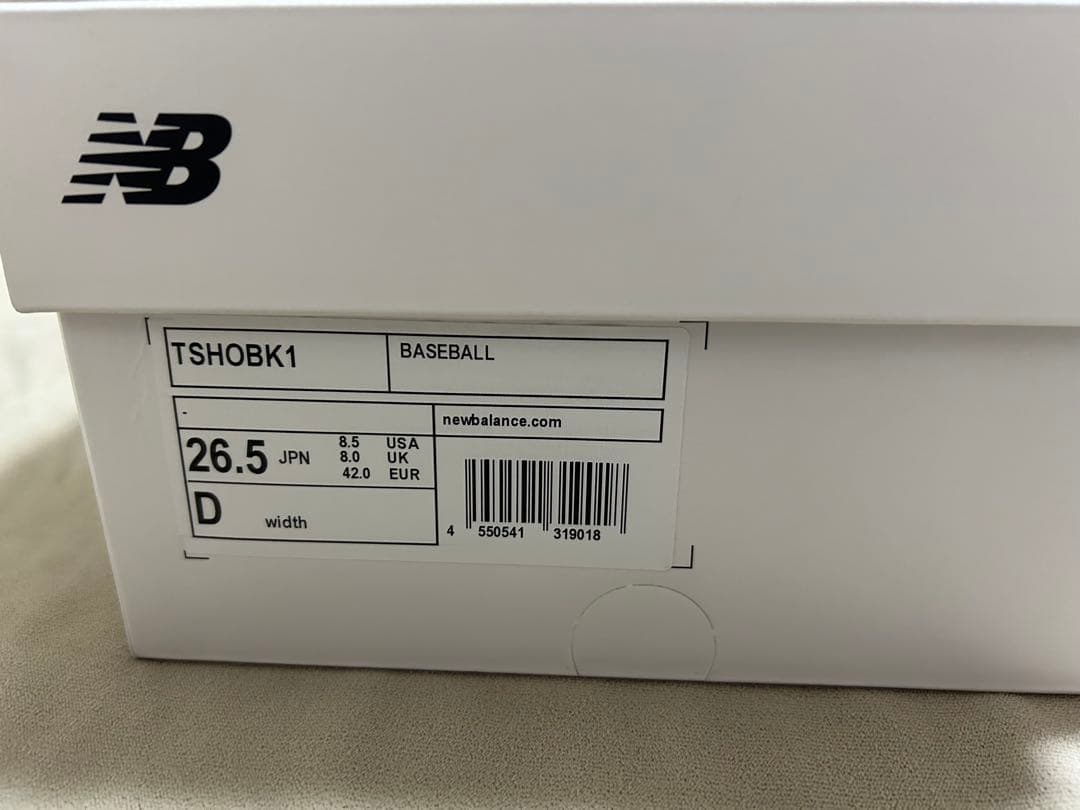 NB
TSHOBK1
BASEBALL
-
newbalance.com
26.5 JPN
8.5 USA
8.0 UK
42.0 EUR
D width
4 550541 319018